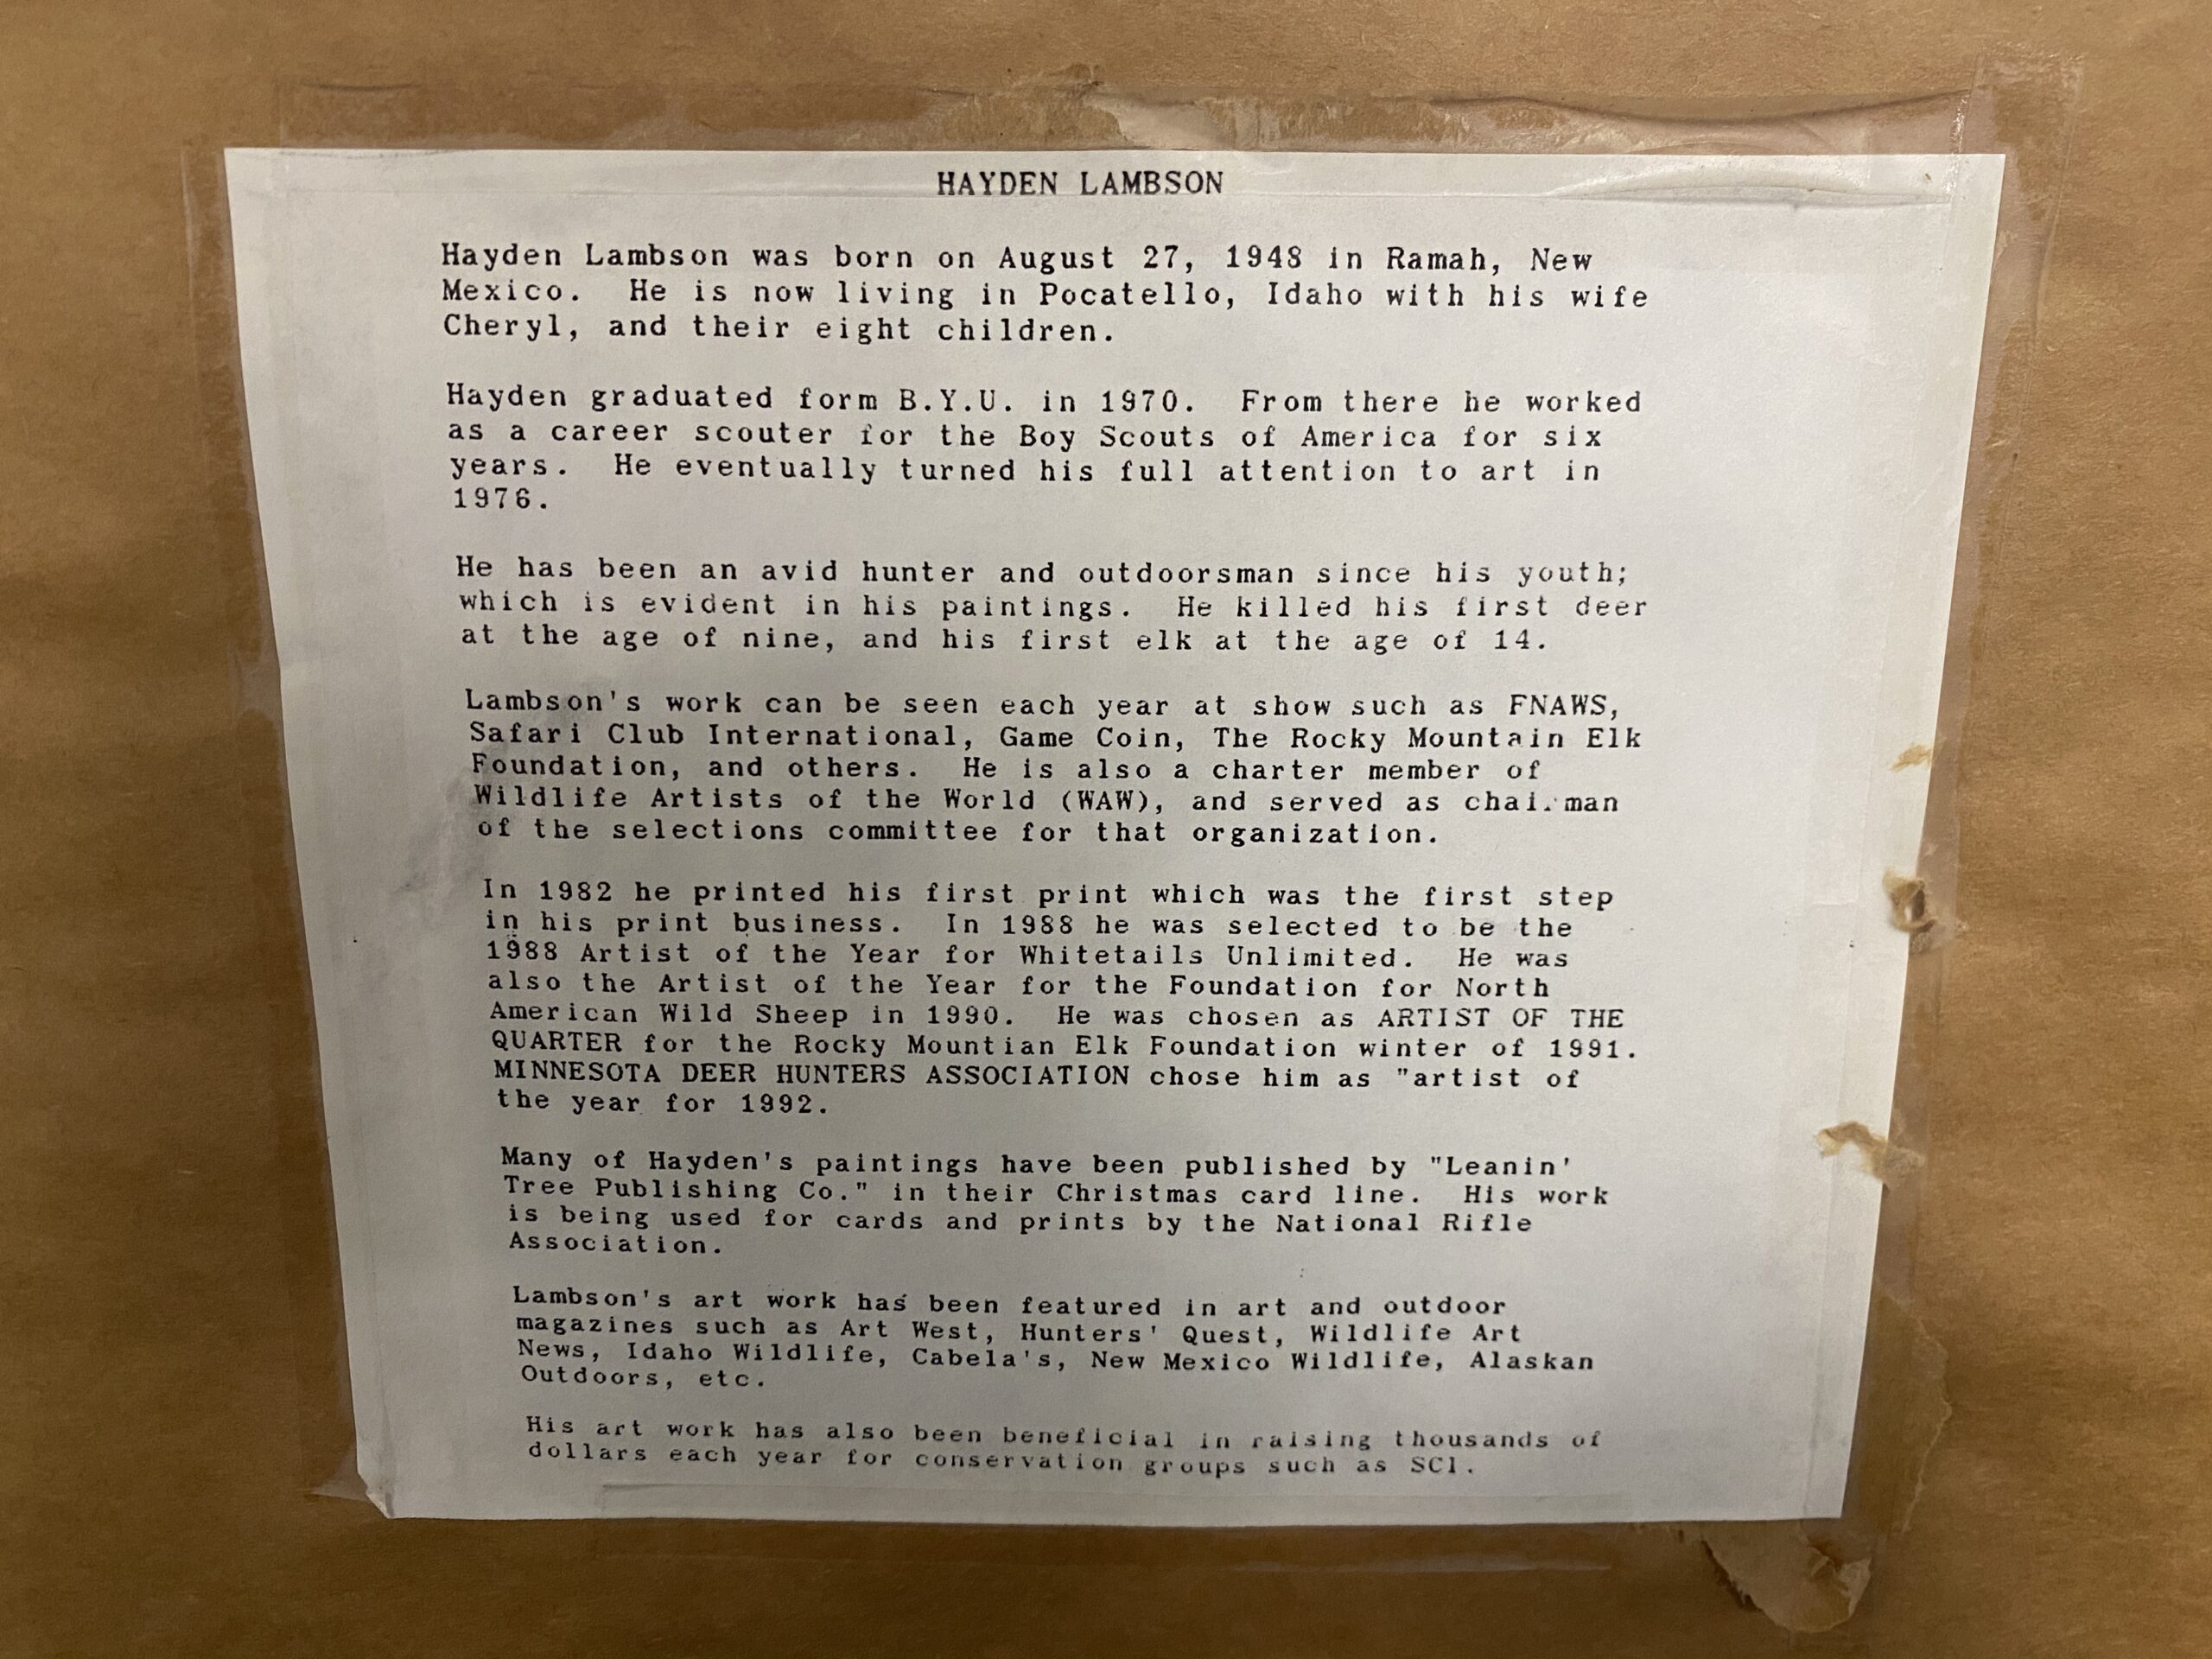 HAYDEN LAMBSON
Hayden Lambson was born on August 27, 1948 in Ramah, New
Mexico. He is now living in Pocatello, Idaho with his wife
Cheryl, and their eight children.
Hayden graduated form B.Y.U. in 1970. From there he worked
as a career scouter for the Boy Scouts of America for six
years. He eventually turned his full attention to art in
1976.
He has been an avid hunter and outdoorsman since his youth;
which is evident in his paintings. He killed his first deer
at the age of nine, and his first elk at the age of 14.
Lambson's work can be seen each year at show such as FNAWS,
Safari Club International, Game Coin, The Rocky Mountain Elk
Foundation, and others. He is also a charter member of
Wildlife Artists of the World (WAW), and served as chairman
of the selections committee for that organization.
In 1982 he printed his first print which was the first step
in his print business. In 1988 he was selected to be the
1988 Artist of the Year for Whitetails Unlimited. He was
also the Artist of the Year for the Foundation for North
American Wild Sheep in 1990. He was chosen as ARTIST OF THE
QUARTER for the Rocky Mountian Elk Foundation winter of 1991.
MINNESOTA DEER HUNTERS ASSOCIATION chose him as "artist of
the year for 1992.
Many of Hayden's paintings have been published by "Leanin'
Tree Publishing Co." in their Christmas card line. His work
is being used for cards and prints by the National Rifle
Association.
Lambson's art work has been featured in art and outdoor
magazines such as Art West, Hunters' Quest, Wildlife Art
News, Idaho Wildlife, Cabela's, New Mexico Wildlife, Alaskan
Outdoors, etc.
His art work has also been beneficial in raising thousands of
dollars each year for conservation groups such as SCI.